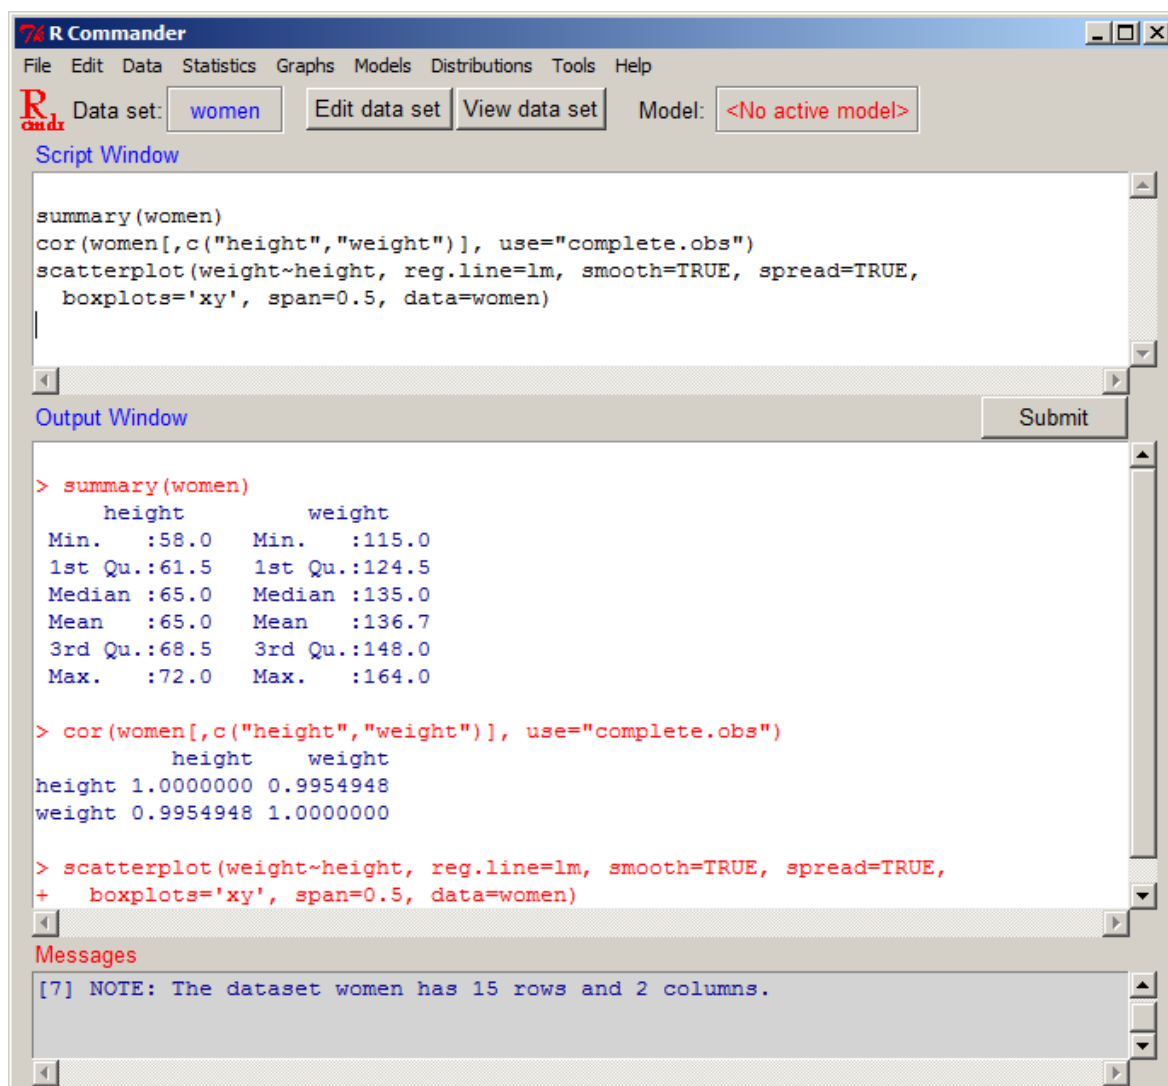 R Commander
File Edit Data Statistics Graphs Models Distributions Tools Help
R cmdr Data set: women Edit data set View data set Model: <No active model>
Script Window
summary(women)
cor(women[,c("height","weight")], use="complete.obs")
scatterplot(weight~height, reg.line=lm, smooth=TRUE, spread=TRUE,
  boxplots='xy', span=0.5, data=women)
Output Window Submit
> summary(women)
     height          weight
 Min.   :58.0   Min.   :115.0
 1st Qu.:61.5   1st Qu.:124.5
 Median :65.0   Median :135.0
 Mean   :65.0   Mean   :136.7
 3rd Qu.:68.5   3rd Qu.:148.0
 Max.   :72.0   Max.   :164.0
> cor(women[,c("height","weight")], use="complete.obs")
          height    weight
height 1.0000000 0.9954948
weight 0.9954948 1.0000000
> scatterplot(weight~height, reg.line=lm, smooth=TRUE, spread=TRUE,
+   boxplots='xy', span=0.5, data=women)
Messages
[7] NOTE: The dataset women has 15 rows and 2 columns.